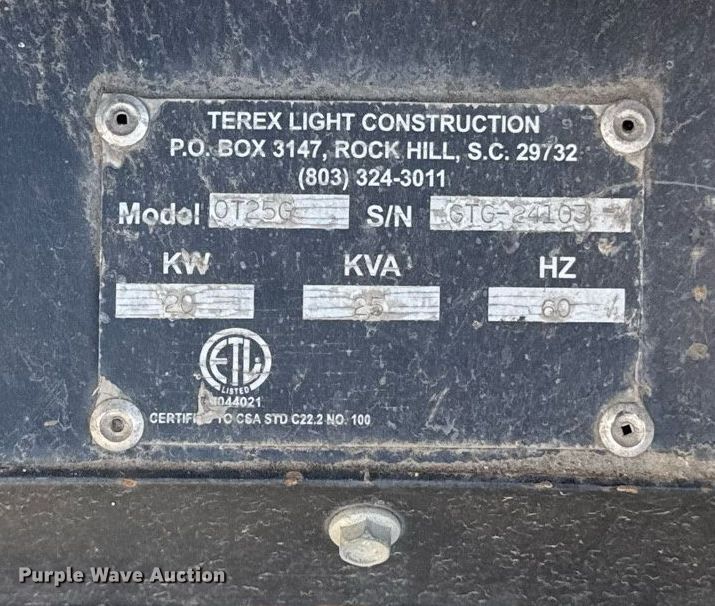 TEREX LIGHT CONSTRUCTION
P.O. BOX 3147, ROCK HILL, S.C. 29732
(803) 324-3011
Model OT25G S/N GTG-24103
KW KVA HZ
20 25 60
ETL
LISTED
CERTIFIED TO CSA STD C22.2 NO. 100
Purple Wave Auction